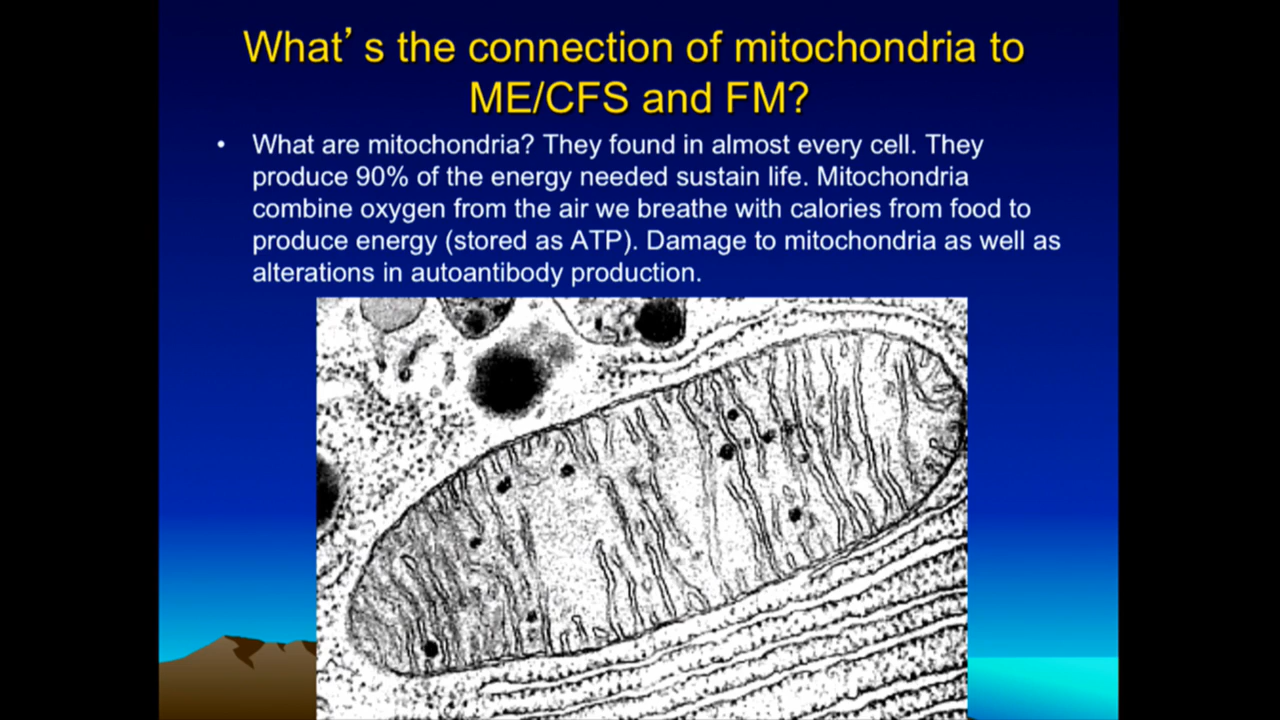 What's the connection of mitochondria to
ME/CFS and FM?
• What are mitochondria? They found in almost every cell. They
produce 90% of the energy needed sustain life. Mitochondria
combine oxygen from the air we breathe with calories from food to
produce energy (stored as ATP). Damage to mitochondria as well as
alterations in autoantibody production.